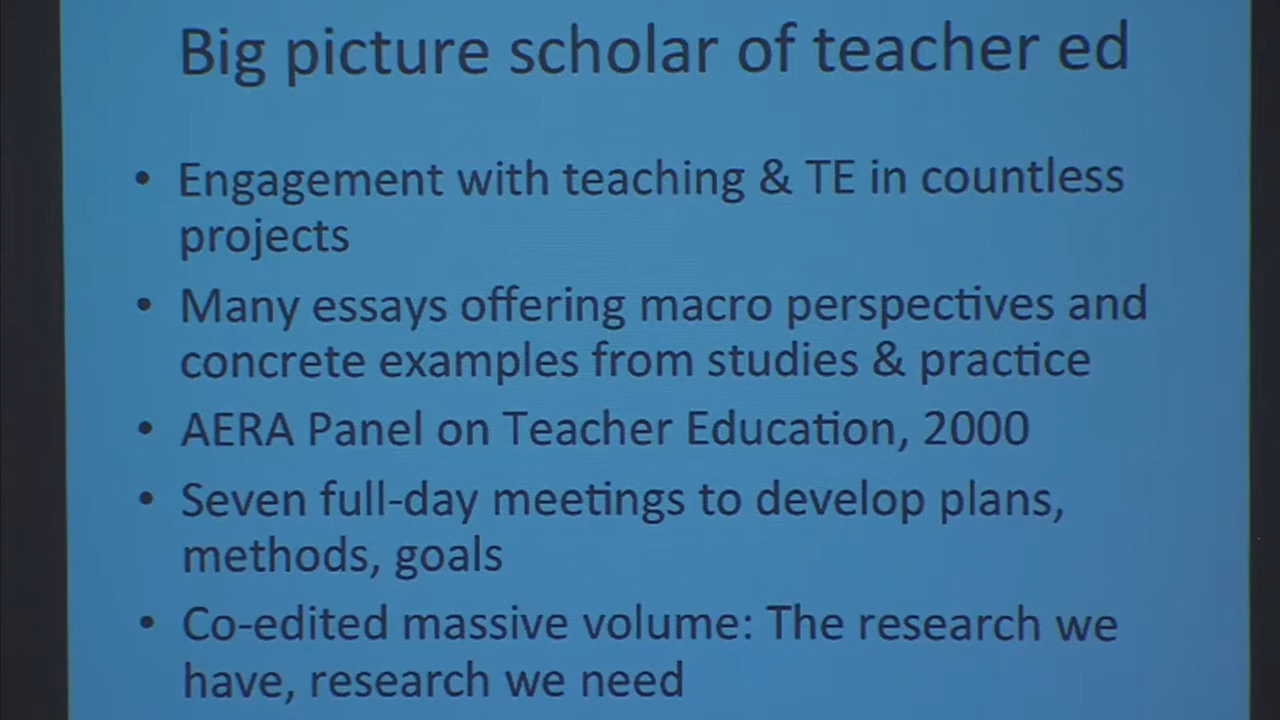 Big picture scholar of teacher ed
• Engagement with teaching & TE in countless
projects
• Many essays offering macro perspectives and
concrete examples from studies & practice
• AERA Panel on Teacher Education, 2000
• Seven full-day meetings to develop plans,
methods, goals
• Co-edited massive volume: The research we
have, research we need